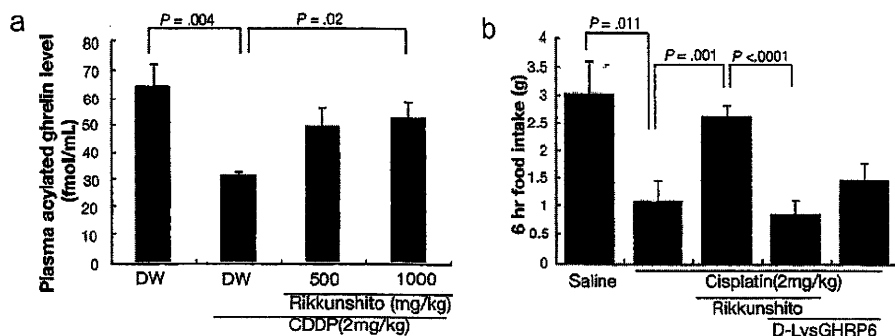 a
Plasma acylated ghrelin level
(fmol/mL)
80
70
60
50
40
30
20
10
0
P = .004
P = .02
DW
DW
500
1000
Rikkunshito (mg/kg)
CDDP(2mg/kg)
b
6 hr food intake (g)
4
3.5
3
2.5
2
1.5
1
0.5
0
P = .011
P = .001
P <.0001
Saline
Cisplatin(2mg/kg)
Rikkunshito
D-LysGHRP6